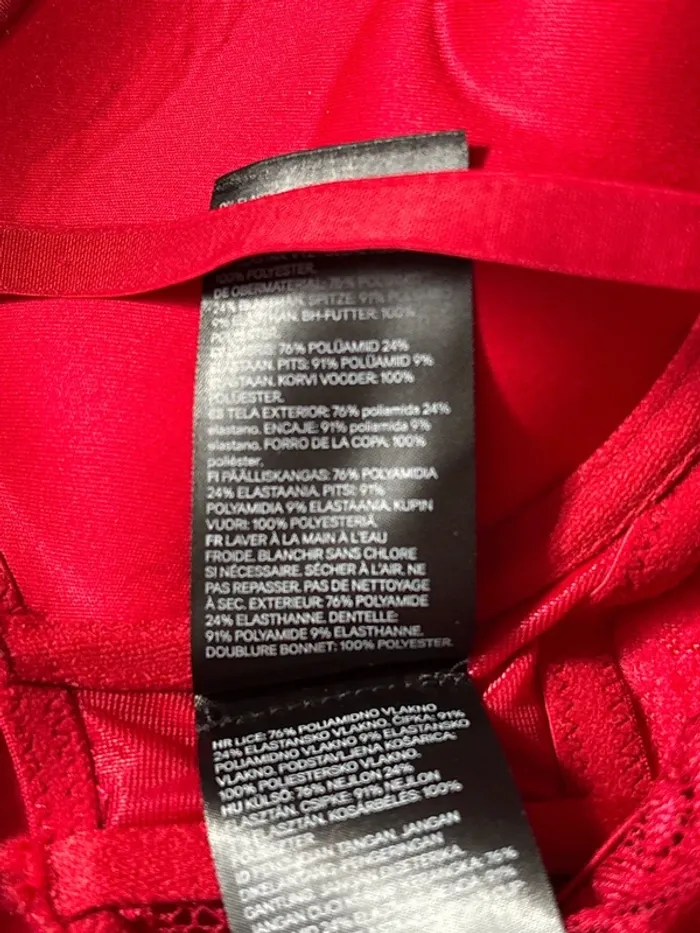 100% POLYESTER.
DE OBERMATERIAL: 76% POLYAMID
24% ELASTHAN. SPITZE: 91% POLYAMID
9% ELASTHAN. BH-FUTTER: 100%
76% POLÜAMIID 24%
ELASTAAN. PITS: 91% POLÜAMIID 9%
ELASTAAN. KORVI VOODER: 100%
POLÜESTER.
ES TELA EXTERIOR: 76% poliamida 24%
elastano. ENCAJE: 91% poliamida 9%
elastano. FORRO DE LA COPA: 100%
poliéster.
FI PÄÄLLISKANGAS: 76% POLYAMIDIA
24% ELASTAANIA. PITSI: 91%
POLYAMIDIA 9% ELASTAANIA. KUPIN
VUORI: 100% POLYESTERIÄ.
FR LAVER À LA MAIN À L'EAU
FROIDE. BLANCHIR SANS CHLORE
SI NÉCESSAIRE. SÉCHER À L'AIR. NE
PAS REPASSER. PAS DE NETTOYAGE
À SEC. EXTERIEUR: 76% POLYAMIDE
24% ELASTHANNE. DENTELLE:
91% POLYAMIDE 9% ELASTHANNE.
DOUBLURE BONNET: 100% POLYESTER.
HR LICE: 76% POLIAMIDNO VLAKNO
24% ELASTANSKO VLAKNO. ČIPKA: 91%
POLIAMIDNO VLAKNO 9% ELASTANSKO
VLAKNO. PODSTAVLJENA KOŠARICA:
100% POLIESTERSKO VLAKNO.
HU KÜLSŐ: 76% NEJLON 24%
ELASZTÁN. CSIPKE: 91% NEJLON
ELASZTÁN. KOSÁRBÉLÉS: 100%
TANGAN. JANGAN
76%